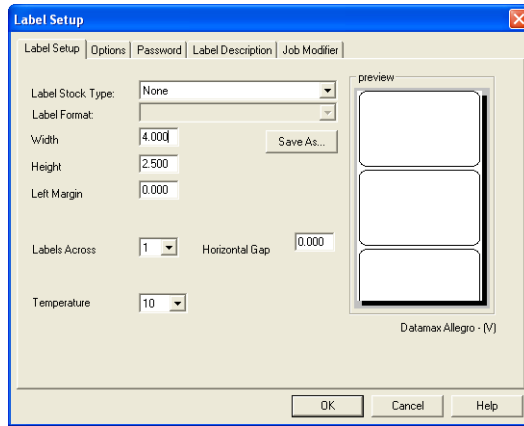 Label Setup
Label Setup Options Password Label Description Job Modifier
preview
Label Stock Type: None
Label Format:
Width 4.000 Save As...
Height 2.500
Left Margin 0.000
Labels Across 1 Horizontal Gap 0.000
Temperature 10
Datamax Allegro - (V)
OK Cancel Help